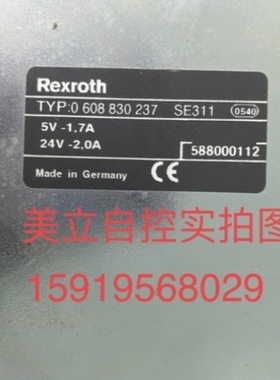 Rexroth
TYP:0 608 830 237 SE311 0540
5V -1,7A
24V -2,0A
588000112
Made in Germany CE
美立自控实拍图
15919568029